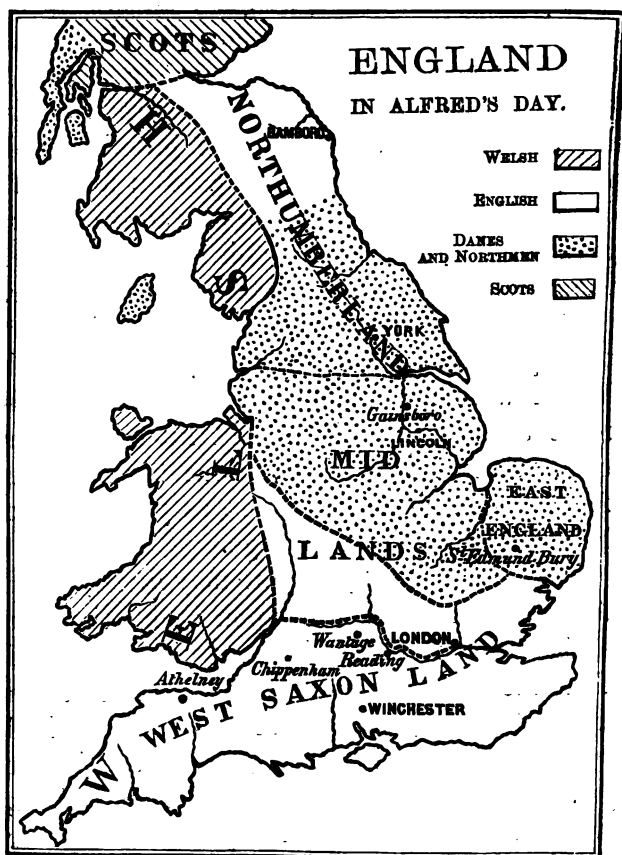 SCOTS
ENGLAND
IN ALFRED'S DAY.
WELSH
ENGLISH
DANES
AND NORTHMEN
SCOTS
NORTHUMBERLAND
BAMBORO
YORK
Gainsboro
LINCOLN
MID
LANDS
EAST
ENGLAND
St. Edmund Bury
WELSH
Wantage
LONDON
Reading
Chippenham
Athelney
WEST SAXON LAND
WINCHESTER